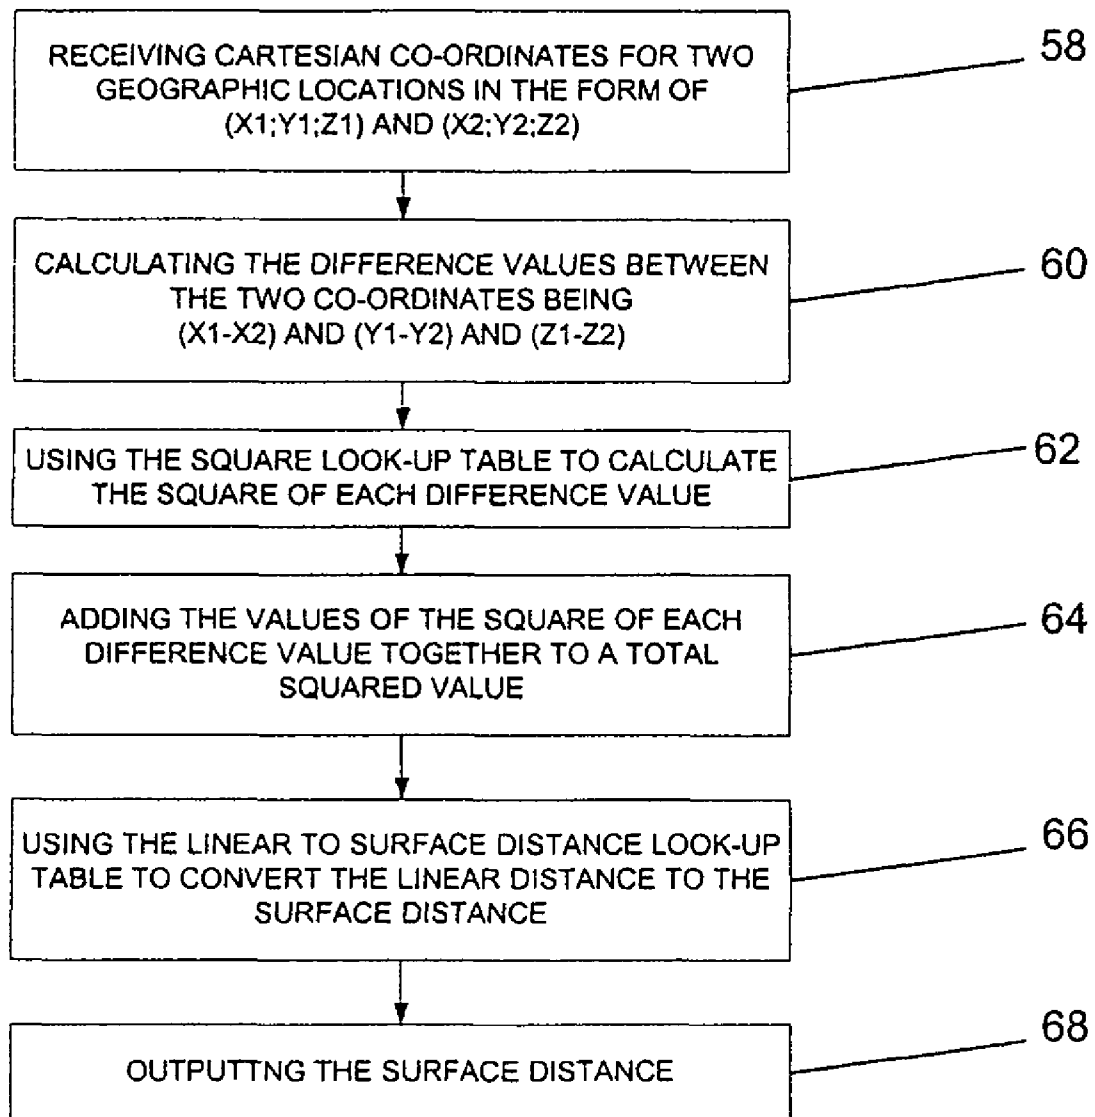 RECEIVING CARTESIAN CO-ORDINATES FOR TWO
GEOGRAPHIC LOCATIONS IN THE FORM OF
(X1;Y1;Z1) AND (X2;Y2;Z2)
58
CALCULATING THE DIFFERENCE VALUES BETWEEN
THE TWO CO-ORDINATES BEING
(X1-X2) AND (Y1-Y2) AND (Z1-Z2)
60
USING THE SQUARE LOOK-UP TABLE TO CALCULATE
THE SQUARE OF EACH DIFFERENCE VALUE
62
ADDING THE VALUES OF THE SQUARE OF EACH
DIFFERENCE VALUE TOGETHER TO A TOTAL
SQUARED VALUE
64
USING THE LINEAR TO SURFACE DISTANCE LOOK-UP
TABLE TO CONVERT THE LINEAR DISTANCE TO THE
SURFACE DISTANCE
66
OUTPUTTNG THE SURFACE DISTANCE
68